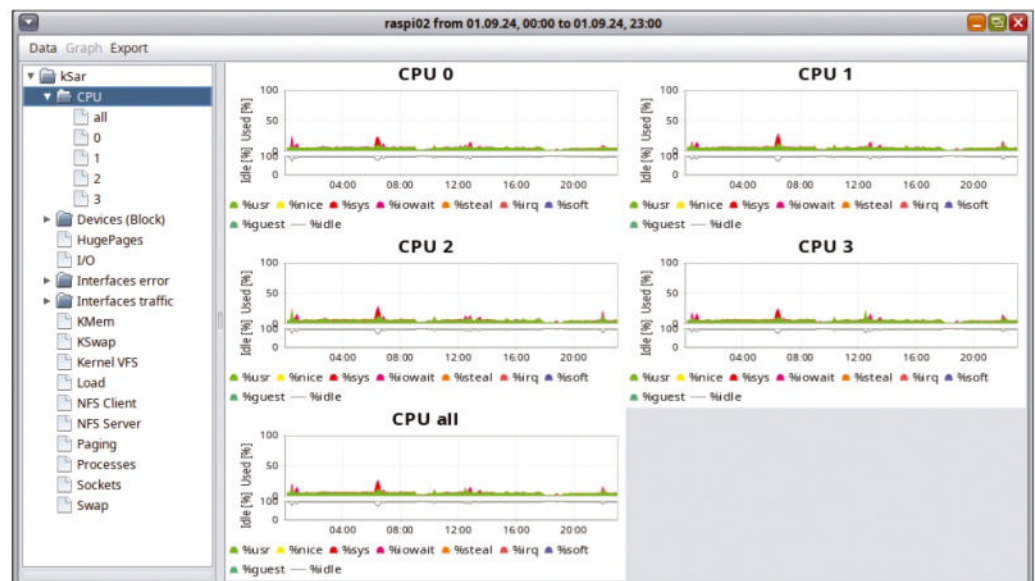 raspi02 from 01.09.24, 00:00 to 01.09.24, 23:00
Data Graph Export
kSar
CPU
all
0
1
2
3
Devices (Block)
HugePages
I/O
Interfaces error
Interfaces traffic
KMem
KSwap
Kernel VFS
Load
NFS Client
NFS Server
Paging
Processes
Sockets
Swap
CPU 0
100
50
0
Used [%]
100
0
Idle [%]
04:00 08:00 12:00 16:00 20:00
%usr %nice %sys %iowait %steal %irq %soft
%guest %idle
CPU 1
100
50
0
Used [%]
100
0
Idle [%]
04:00 08:00 12:00 16:00 20:00
%usr %nice %sys %iowait %steal %irq %soft
%guest %idle
CPU 2
100
50
0
Used [%]
100
0
Idle [%]
04:00 08:00 12:00 16:00 20:00
%usr %nice %sys %iowait %steal %irq %soft
%guest %idle
CPU 3
100
50
0
Used [%]
100
0
Idle [%]
04:00 08:00 12:00 16:00 20:00
%usr %nice %sys %iowait %steal %irq %soft
%guest %idle
CPU all
100
50
0
Used [%]
100
0
Idle [%]
04:00 08:00 12:00 16:00 20:00
%usr %nice %sys %iowait %steal %irq %soft
%guest %idle